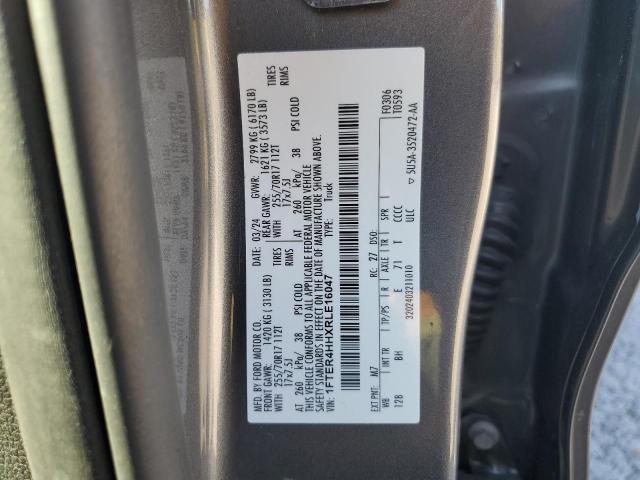 MFD. BY FORD MOTOR CO.
DATE: 03/24 GVWR: 2799 KG ( 6170 LB)
FRONT GAWR: 1420 KG ( 3130 LB) REAR GAWR: 1621 KG ( 3573 LB)
WITH 255/70R17 112T TIRES WITH 255/70R17 112T TIRES
17x7.5J RIMS 17x7.5J RIMS
AT 260 kPa/ 38 PSI COLD AT 260 kPa/ 38 PSI COLD
THIS VEHICLE CONFORMS TO ALL APPLICABLE FEDERAL MOTOR VEHICLE
SAFETY STANDARDS IN EFFECT ON THE DATE OF MANUFACTURE SHOWN ABOVE.
VIN: 1FTER4HHXRLE16047 TYPE: Truck
F0306
T0593
EXT PNT: M7 RC: 27 DSO:
WB INT TR TP/PS R AXLE TR SPR
12B BH E 71 T CCCC
ULC
3202403211010
▽ 5U5A-3520472-AA